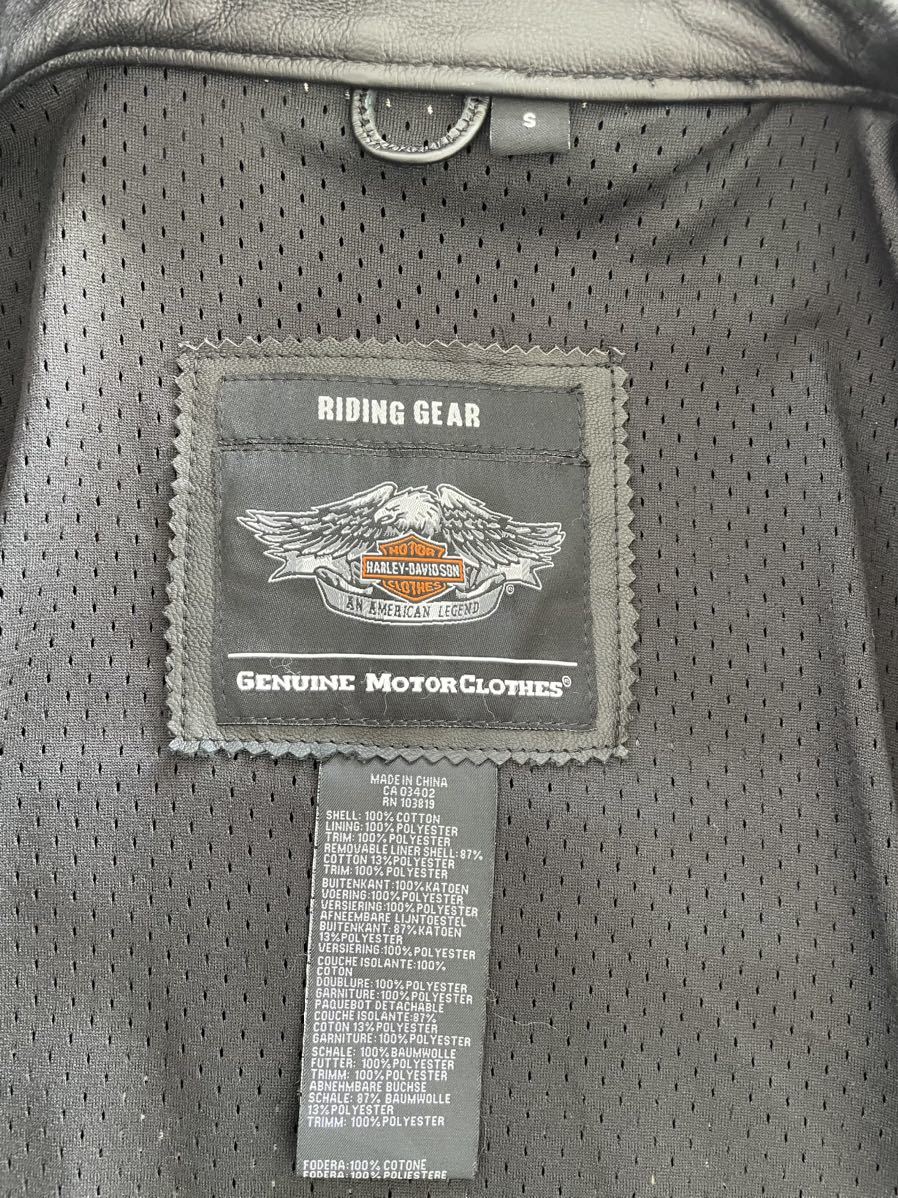 S
RIDING GEAR
MOTOR
HARLEY-DAVIDSON
CLOTHES
®
AN AMERICAN LEGEND
GENUINE MOTORCLOTHES®
MADE IN CHINA
CA 03402
RN 103819
SHELL: 100% COTTON
LINING: 100% POLYESTER
TRIM: 100% POLYESTER
REMOVABLE LINER SHELL: 87%
COTTON 13% POLYESTER
TRIM: 100% POLYESTER
BUITENKANT: 100% KATOEN
VOERING: 100% POLYESTER
VERSIERING: 100% POLYESTER
AFNEEMBARE LIJNTOESTEL
BUITENKANT: 87% KATOEN
13% POLYESTER
VERSIERING: 100% POLYESTER
COUCHE ISOLANTE: 100%
COTON
DOUBLURE: 100% POLYESTER
GARNITURE: 100% POLYESTER
PAQUEBOT DETACHABLE
COUCHE ISOLANTE: 87%
COTON 13% POLYESTER
GARNITURE: 100% POLYESTER
SCHALE: 100% BAUMWOLLE
FUTTER: 100% POLYESTER
TRIMM: 100% POLYESTER
ABNEHMBARE BUCHSE
SCHALE: 87% BAUMWOLLE
13% POLYESTER
TRIMM: 100% POLYESTER
FODERA: 100% COTONE
FODERA: 100% POLIESTERE